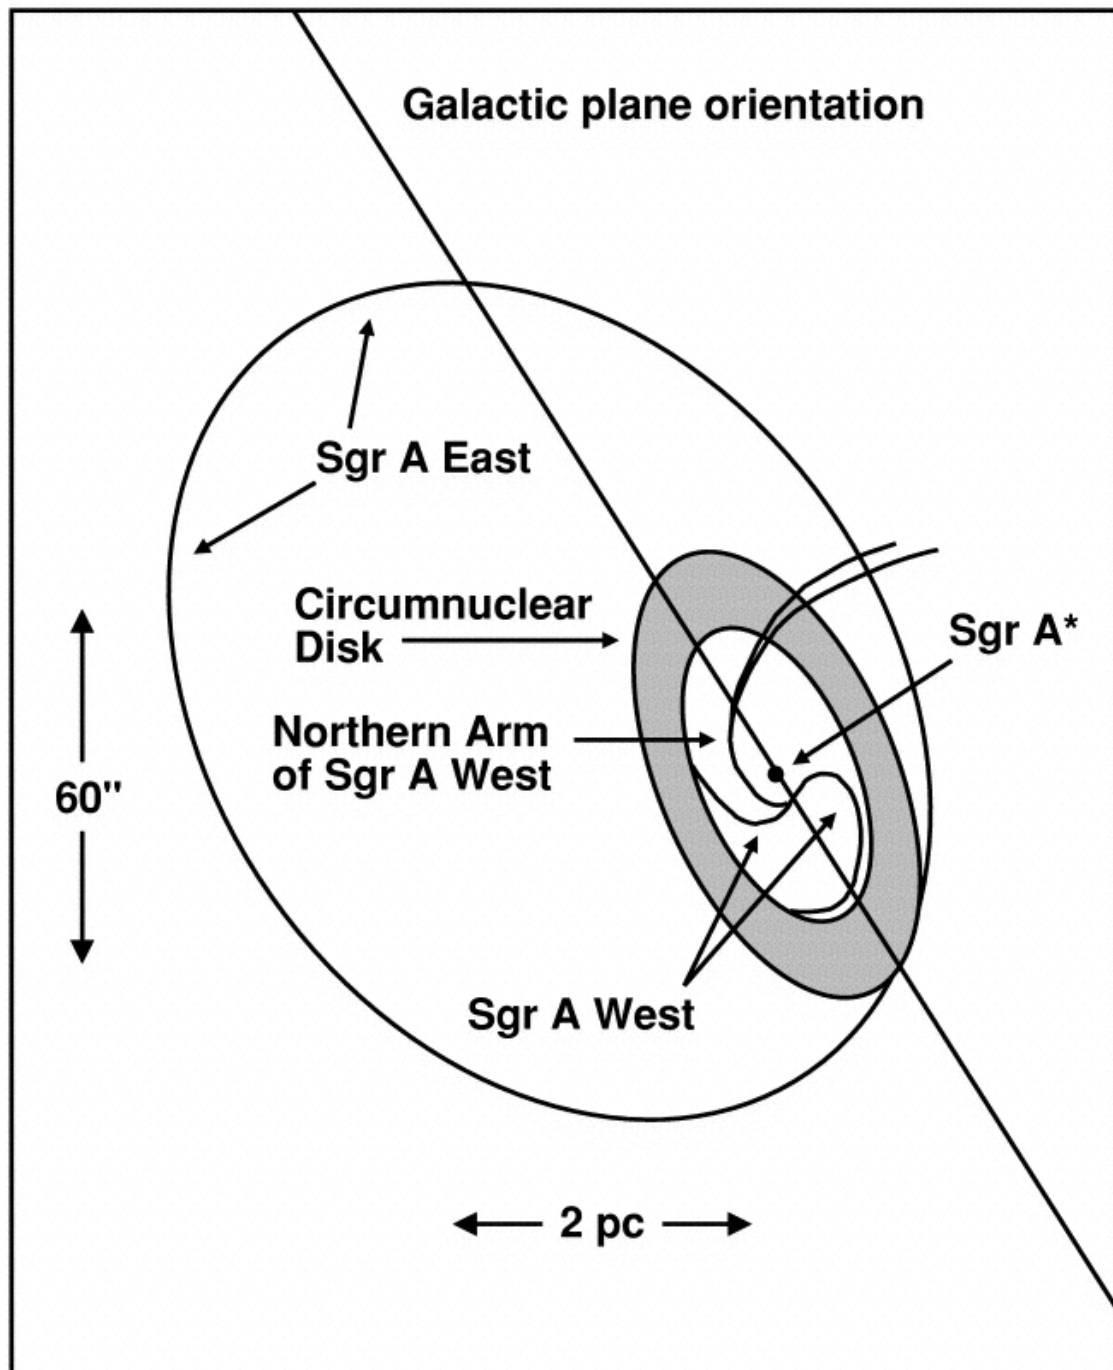 Galactic plane orientation
Sgr A East
Circumnuclear
Disk
Sgr A*
Northern Arm
of Sgr A West
60"
Sgr A West
2 pc